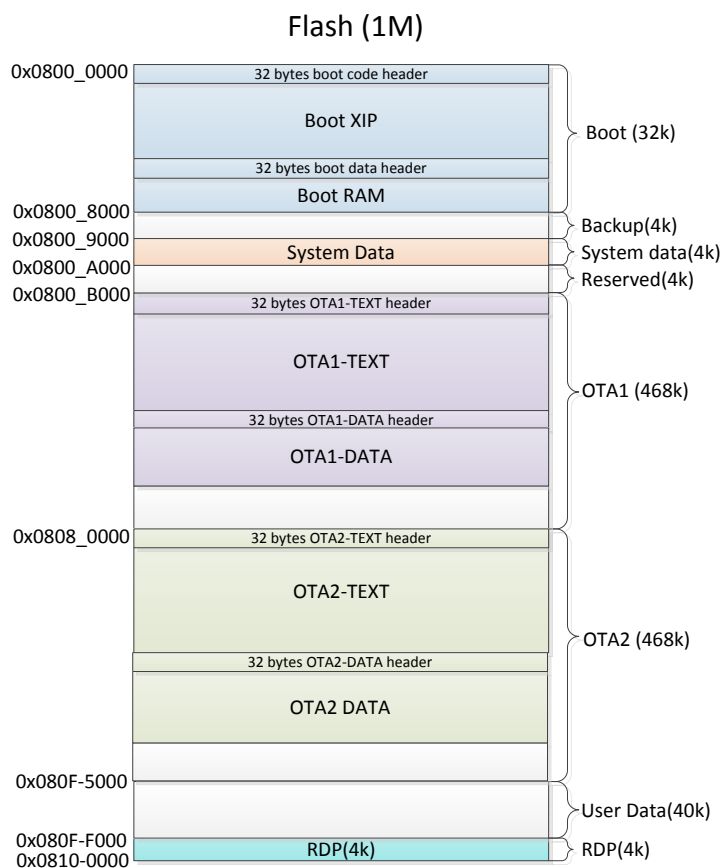 Flash (1M)
0x0800_0000
32 bytes boot code header
Boot XIP
Boot (32k)
32 bytes boot data header
Boot RAM
0x0800_8000
Backup(4k)
0x0800_9000
System Data
System data(4k)
0x0800_A000
Reserved(4k)
0x0800_B000
32 bytes OTA1-TEXT header
OTA1-TEXT
OTA1 (468k)
32 bytes OTA1-DATA header
OTA1-DATA
0x0808_0000
32 bytes OTA2-TEXT header
OTA2-TEXT
OTA2 (468k)
32 bytes OTA2-DATA header
OTA2 DATA
0x080F-5000
User Data(40k)
0x080F-F000
RDP(4k)
RDP(4k)
0x0810-0000